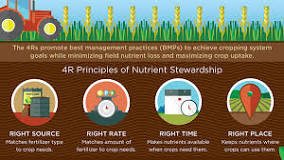 The 4Rs promote best management practices (BMPs) to achieve cropping system
goals while minimizing field nutrient loss and maximizing crop uptake.
4R Principles of Nutrient Stewardship
RIGHT SOURCE
Matches fertilizer type
to crop needs.
RIGHT RATE
Matches amount of
fertilizer to crop needs.
RIGHT TIME
Makes nutrients available
when crops need them.
RIGHT PLACE
Keeps nutrients where
crops can use them.